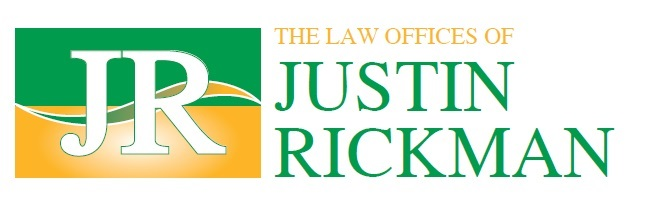 JR
THE LAW OFFICES OF
JUSTIN
RICKMAN